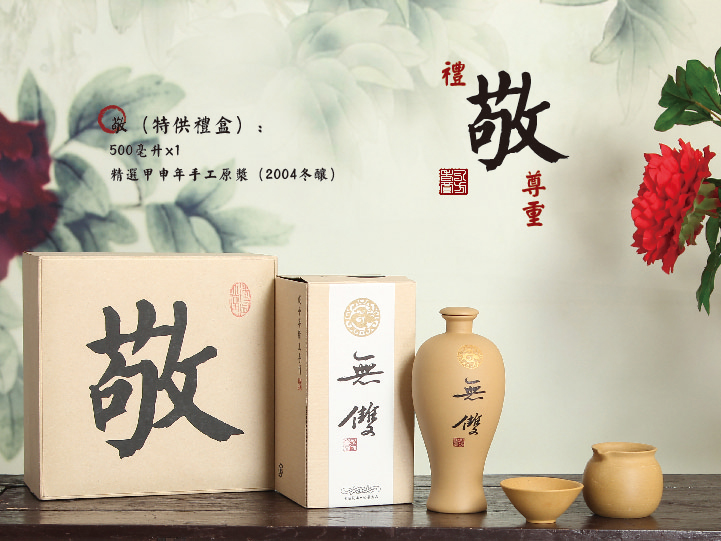 敬（特供禮盒）：
500毫升x1
精選甲申年手工原漿（2004冬釀）
禮
敬
尊重
敬
無雙
無雙